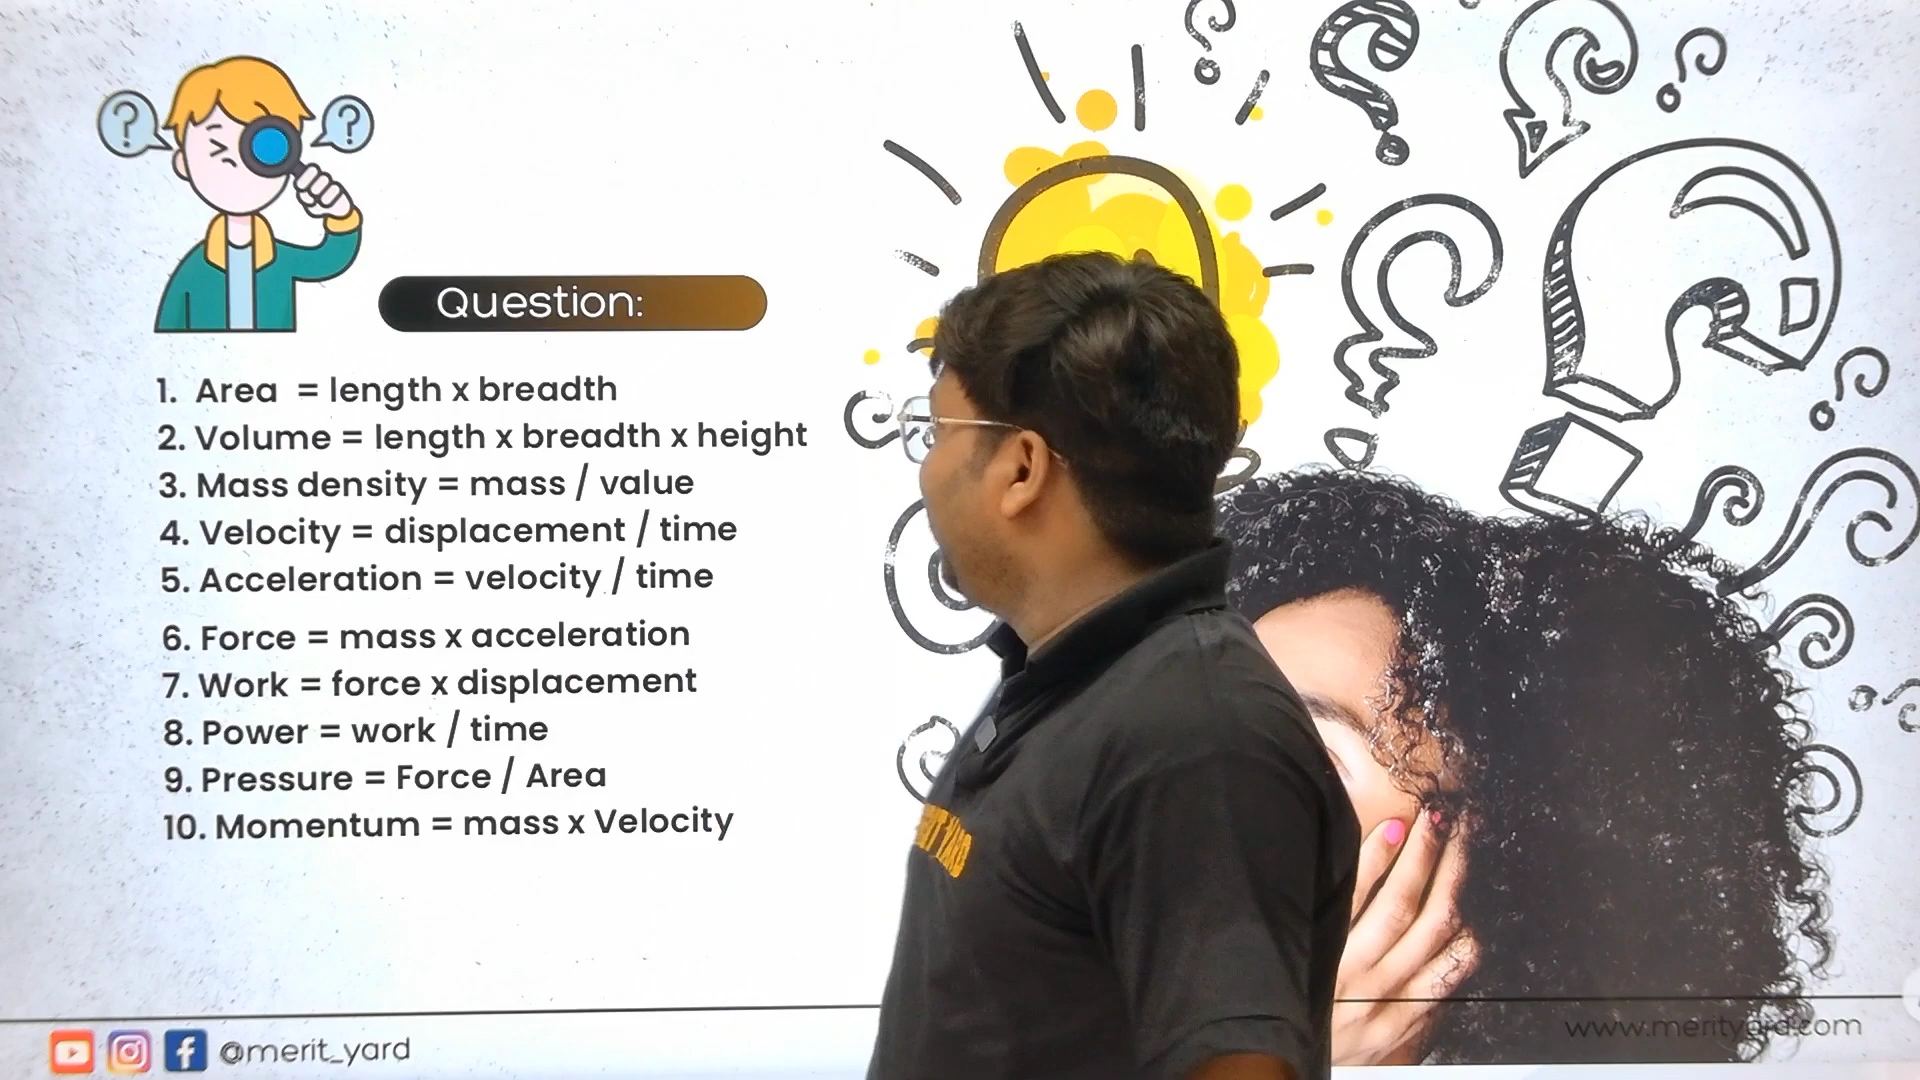 Question:
1. Area = length x breadth
2. Volume = length x breadth x height
3. Mass density = mass / value
4. Velocity = displacement / time
5. Acceleration = velocity / time
6. Force = mass x acceleration
7. Work = force x displacement
8. Power = work / time
9. Pressure = Force / Area
10. Momentum = mass x Velocity
YARD
@merit_yard
www.merityard.com